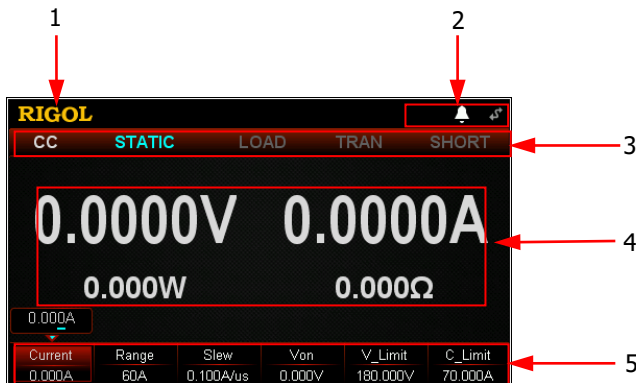 1
2
RIGOL
CC STATIC LOAD TRAN SHORT
3
0.0000V 0.0000A
4
0.000W 0.000Ω
0.000A
Current Range Slew Von V_Limit C_Limit
5
0.000A 60A 0.100A/us 0.000V 180.000V 70.000A